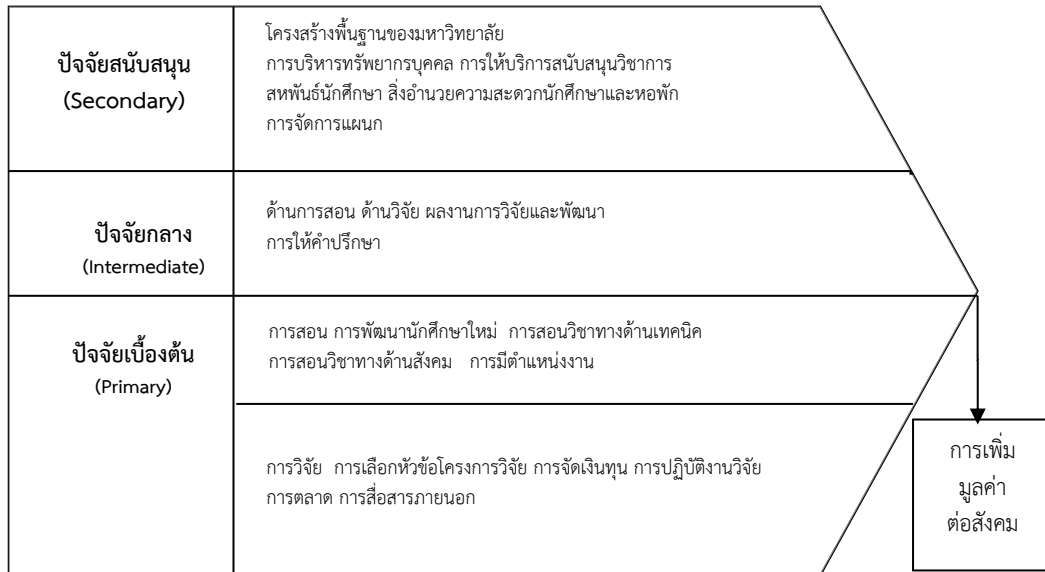 ปัจจัยสนับสนุน
(Secondary)
โครงสร้างพื้นฐานของมหาวิทยาลัย
การบริหารทรัพยากรบุคคล การให้บริการสนับสนุนวิชาการ
สหพันธ์นักศึกษา สิ่งอำนวยความสะดวกนักศึกษาและหอพัก
การจัดการแผนก
ปัจจัยกลาง
(Intermediate)
ด้านการสอน ด้านวิจัย ผลงานการวิจัยและพัฒนา
การให้คำปรึกษา
ปัจจัยเบื้องต้น
(Primary)
การสอน การพัฒนานักศึกษาใหม่ การสอนวิชาทางด้านเทคนิค
การสอนวิชาทางด้านสังคม การมีตำแหน่งงาน
การวิจัย การเลือกหัวข้อโครงการวิจัย การจัดเงินทุน การปฏิบัติงานวิจัย
การตลาด การสื่อสารภายนอก
การเพิ่ม
มูลค่า
ต่อสังคม